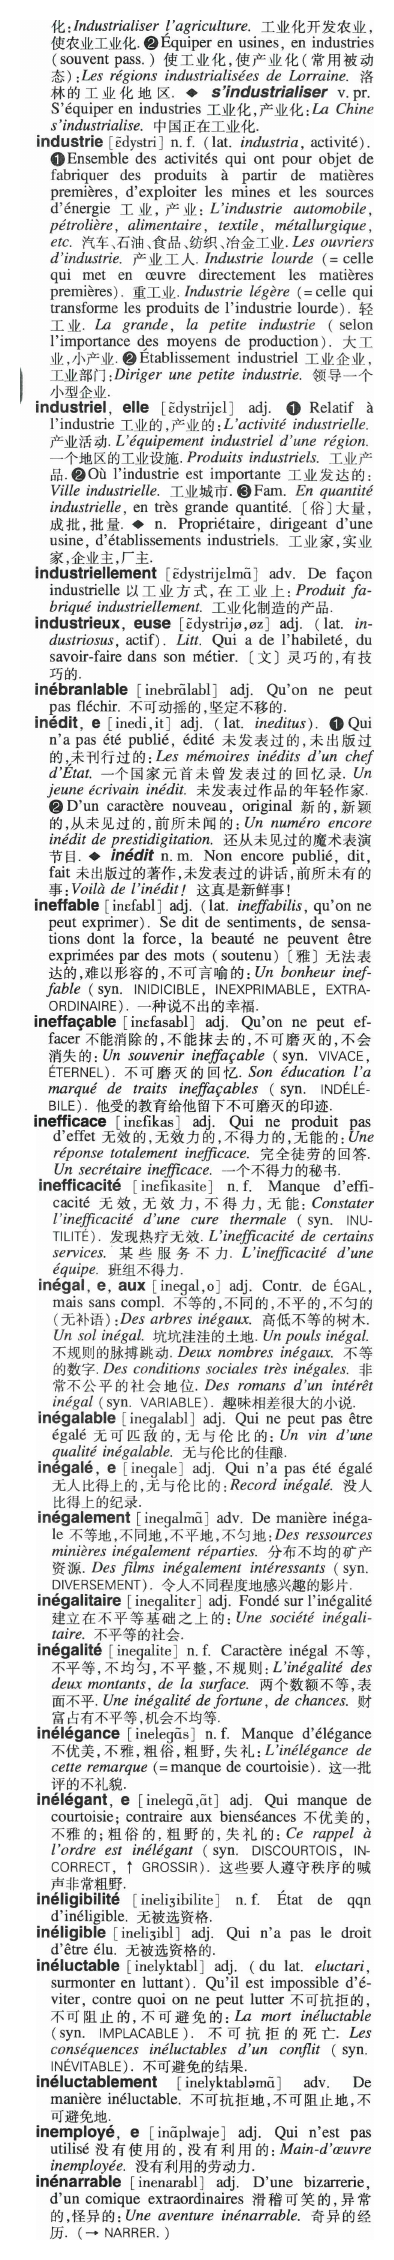 化:Industrialiser l'agriculture. 工业化开发农业,
使农业工业化. ❷Équiper en usines, en industries
(souvent pass.) 使工业化,使产业化(常用被动
态):Les régions industrialisées de Lorraine. 洛
林的工业化地区. ◆ s'industrialiser v. pr.
S'équiper en industries 工业化,产业化:La Chine
s'industrialise. 中国正在工业化.
industrie [ɛ̃dystri] n. f. (lat. industria, activité).
❶Ensemble des activités qui ont pour objet de
fabriquer des produits à partir de matières
premières, d'exploiter les mines et les sources
d'énergie 工业,产业: L'industrie automobile,
pétrolière, alimentaire, textile, métallurgique,
etc. 汽车、石油、食品、纺织、冶金工业. Les ouvriers
d'industrie. 产业工人. Industrie lourde (= celle
qui met en œuvre directement les matières
premières). 重工业. Industrie légère (=celle qui
transforme les produits de l'industrie lourde). 轻
工业. La grande, la petite industrie ( selon
l'importance des moyens de production). 大工
业,小产业. ❷Établissement industriel 工业企业,
工业部门:Diriger une petite industrie. 领导一个
小型企业.
industriel, elle [ɛ̃dystrijɛl] adj. ❶ Relatif à
l'industrie 工业的,产业的:L'activité industrielle.
产业活动. L'équipement industriel d'une région.
一个地区的工业设施. Produits industriels. 工业产
品. ❷Où l'industrie est importante 工业发达的:
Ville industrielle. 工业城市. ❸Fam. En quantité
industrielle, en très grande quantité. 〔俗〕大量,
成批,批量. ◆ n. Propriétaire, dirigeant d'une
usine, d'établissements industriels. 工业家,实业
家,企业主,厂主.
industriellement [ɛ̃dystrijɛlmɑ̃] adv. De façon
industrielle 以工业方式,在工业上: Produit fa-
briqué industriellement. 工业化制造的产品.
industrieux, euse [ɛ̃dystrijø,øz] adj. (lat. in-
dustriosus, actif). Litt. Qui a de l'habileté, du
savoir-faire dans son métier. 〔文〕灵巧的,有技
巧的.
inébranlable [inebrɑ̃labl] adj. Qu'on ne peut
pas fléchir. 不可动摇的,坚定不移的.
inédit, e [inedi,it] adj. (lat. ineditus). ❶ Qui
n'a pas été publié, édité 未发表过的,未出版过
的,未刊行过的: Les mémoires inédits d'un chef
d'État. 一个国家元首未曾发表过的回忆录. Un
jeune écrivain inédit. 未发表过作品的年轻作家.
❷ D'un caractère nouveau, original 新的,新颖
的,从未见过的,前所未闻的: Un numéro encore
inédit de prestidigitation. 还从未见过的魔术表演
节目. ◆ inédit n. m. Non encore publié, dit,
fait 未出版过的著作,未发表过的讲话,前所未有的
事:Voilà de l'inédit! 这真是新鲜事!
ineffable [inefabl] adj. (lat. ineffabilis, qu'on ne
peut exprimer). Se dit de sentiments, de sensa-
tions dont la force, la beauté ne peuvent être
exprimées par des mots (soutenu) 〔雅〕无法表
达的,难以形容的,不可言喻的: Un bonheur inef-
fable (syn. INIDICIBLE, INEXPRIMABLE, EXTRA-
ORDINAIRE). 一种说不出的幸福.
ineffaçable [inefasabl] adj. Qu'on ne peut ef-
facer 不能消除的,不能抹去的,不可磨灭的,不会
消失的: Un souvenir ineffaçable (syn. VIVACE,
ÉTERNEL). 不可磨灭的回忆. Son éducation l'a
marqué de traits ineffaçables ( syn. INDÉLÉ-
BILE). 他受的教育给他留下不可磨灭的印迹.
inefficace [inefikas] adj. Qui ne produit pas
d'effet 无效的,无效力的,不得力的,无能的: Une
réponse totalement inefficace. 完全徒劳的回答.
Un secrétaire inefficace. 一个不得力的秘书.
inefficacité [inefikasite] n. f. Manque d'effi-
cacité 无效,无效力,不得力,无能: Constater
l'inefficacité d'une cure thermale ( syn. INU-
TILITÉ). 发现热疗无效. L'inefficacité de certains
services. 某些服务不力. L'inefficacité d'une
équipe. 班组不得力.
inégal, e, aux [inegal,o] adj. Contr. de ÉGAL,
mais sans compl. 不等的,不同的,不平的,不匀的
(无补语):Des arbres inégaux. 高低不等的树木.
Un sol inégal. 坑坑洼洼的土地. Un pouls inégal.
不规则的脉搏跳动. Deux nombres inégaux. 不等
的数字. Des conditions sociales très inégales. 非
常不公平的社会地位. Des romans d'un intérêt
inégal (syn. VARIABLE). 趣味相差很大的小说.
inégalable [inegalabl] adj. Qui ne peut pas être
égalé 无可匹敌的,无与伦比的: Un vin d'une
qualité inégalable. 无与伦比的佳酿.
inégalé, e [inegale] adj. Qui n'a pas été égalé
无人比得上的,无与伦比的:Record inégalé. 没人
比得上的纪录.
inégalement [inegalmɑ̃] adv. De manière inéga-
le 不等地,不同地,不平地,不匀地: Des ressources
minières inégalement réparties. 分布不均的矿产
资源. Des films inégalement intéressants ( syn.
DIVERSEMENT). 令人不同程度地感兴趣的影片.
inégalitaire [inegalitɛr] adj. Fondé sur l'inégalité
建立在不平等基础之上的: Une société inégali-
taire. 不平等的社会.
inégalité [inegalite] n. f. Caractère inégal 不等,
不平等,不均匀,不平整,不规则: L'inégalité des
deux montants, de la surface. 两个数额不等,表
面不平. Une inégalité de fortune, de chances. 财
富占有不平等,机会不均等.
inélégance [inelegɑ̃s] n. f. Manque d'élégance
不优美,不雅,粗俗,粗野,失礼: L'inélégance de
cette remarque (=manque de courtoisie). 这一批
评的不礼貌.
inélégant, e [inelegɑ̃,ɑ̃t] adj. Qui manque de
courtoisie; contraire aux bienséances 不优美的,
不雅的; 粗俗的,粗野的,失礼的: Ce rappel à
l'ordre est inélégant ( syn. DISCOURTOIS, IN-
CORRECT, ↑ GROSSIR). 这些要人遵守秩序的喊
声非常粗野.
inéligibilité [ineliʒibilite] n. f. État de qqn
d'inéligible. 无被选资格.
inéligible [ineliʒibl] adj. Qui n'a pas le droit
d'être élu. 无被选资格的.
inéluctable [inelyktabl] adj. ( du lat. eluctari,
surmonter en luttant). Qu'il est impossible d'é-
viter, contre quoi on ne peut lutter 不可抗拒的,
不可阻止的,不可避免的: La mort inéluctable
(syn. IMPLACABLE). 不可抗拒的死亡. Les
conséquences inéluctables d'un conflit ( syn.
INÉVITABLE). 不可避免的结果.
inéluctablement [inelyktabləmɑ̃] adv. De
manière inéluctable. 不可抗拒地,不可阻止地,不
可避免地.
inemployé, e [inɑ̃plwaje] adj. Qui n'est pas
utilisé 没有使用的,没有利用的: Main-d'œuvre
inemployée. 没有利用的劳动力.
inénarrable [inenarabl] adj. D'une bizarrerie,
d'un comique extraordinaires 滑稽可笑的,异常
的,怪异的: Une aventure inénarrable. 奇异的经
历. (→ NARRER.)